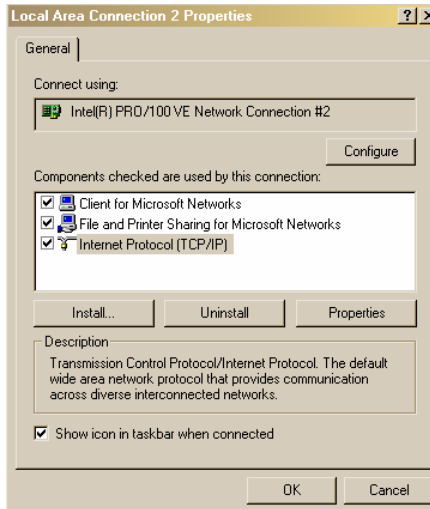 Local Area Connection 2 Properties
General
Connect using:
Intel(R) PRO/100 VE Network Connection #2
Configure
Components checked are used by this connection:
Client for Microsoft Networks
File and Printer Sharing for Microsoft Networks
Internet Protocol (TCP/IP)
Install... Uninstall Properties
Description
Transmission Control Protocol/Internet Protocol. The default
wide area network protocol that provides communication
across diverse interconnected networks.
Show icon in taskbar when connected
OK Cancel